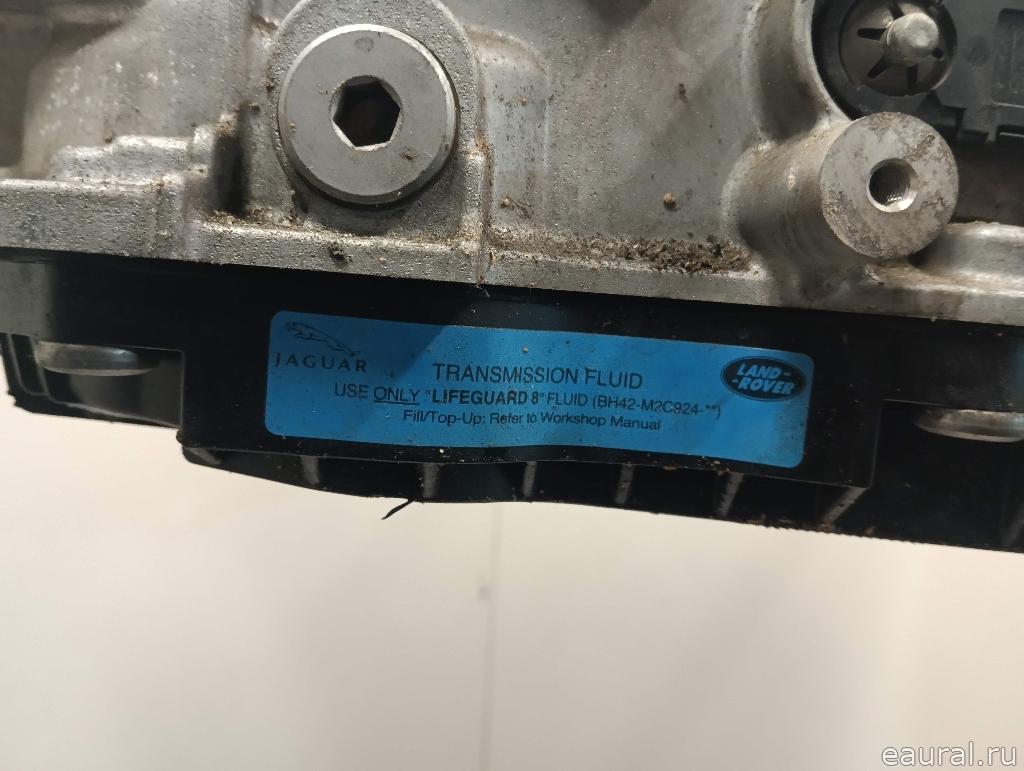 JAGUAR
LAND-
-ROVER
TRANSMISSION FLUID
USE ONLY "LIFEGUARD 8" FLUID (BH42-M2C924-**)
Fill/Top-Up: Refer to Workshop Manual
eaural.ru